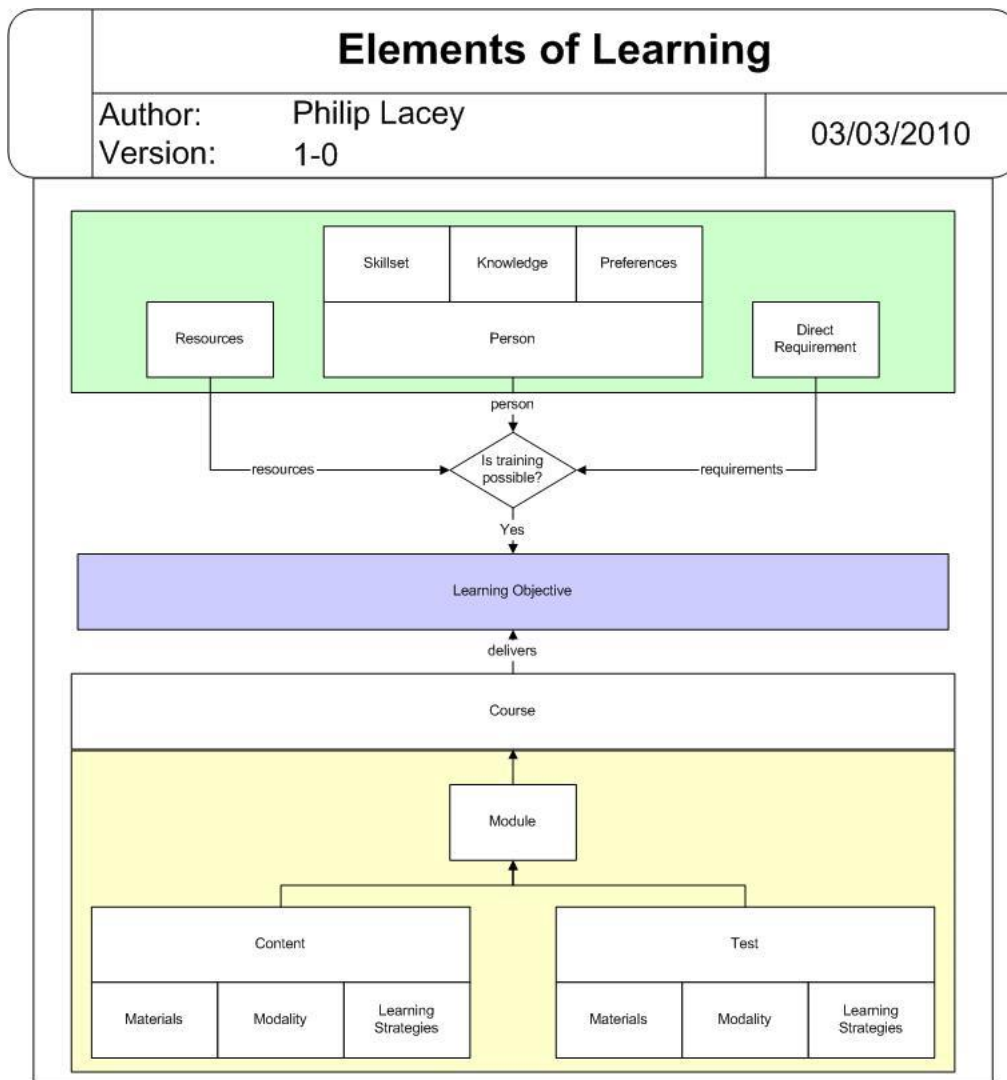 Elements of Learning
Author: Philip Lacey
Version: 1-0
03/03/2010
Skillset
Knowledge
Preferences
Resources
Person
Direct
Requirement
person
resources
Is training
possible?
requirements
Yes
Learning Objective
delivers
Course
Module
Content
Test
Materials
Modality
Learning
Strategies
Materials
Modality
Learning
Strategies